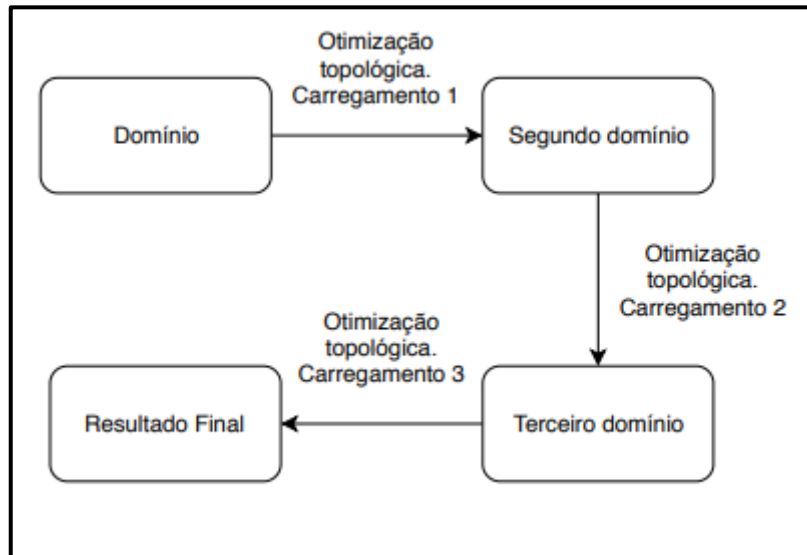 Otimização
topológica.
Carregamento 1
Domínio
Segundo domínio
Otimização
topológica.
Carregamento 2
Otimização
topológica.
Carregamento 3
Resultado Final
Terceiro domínio